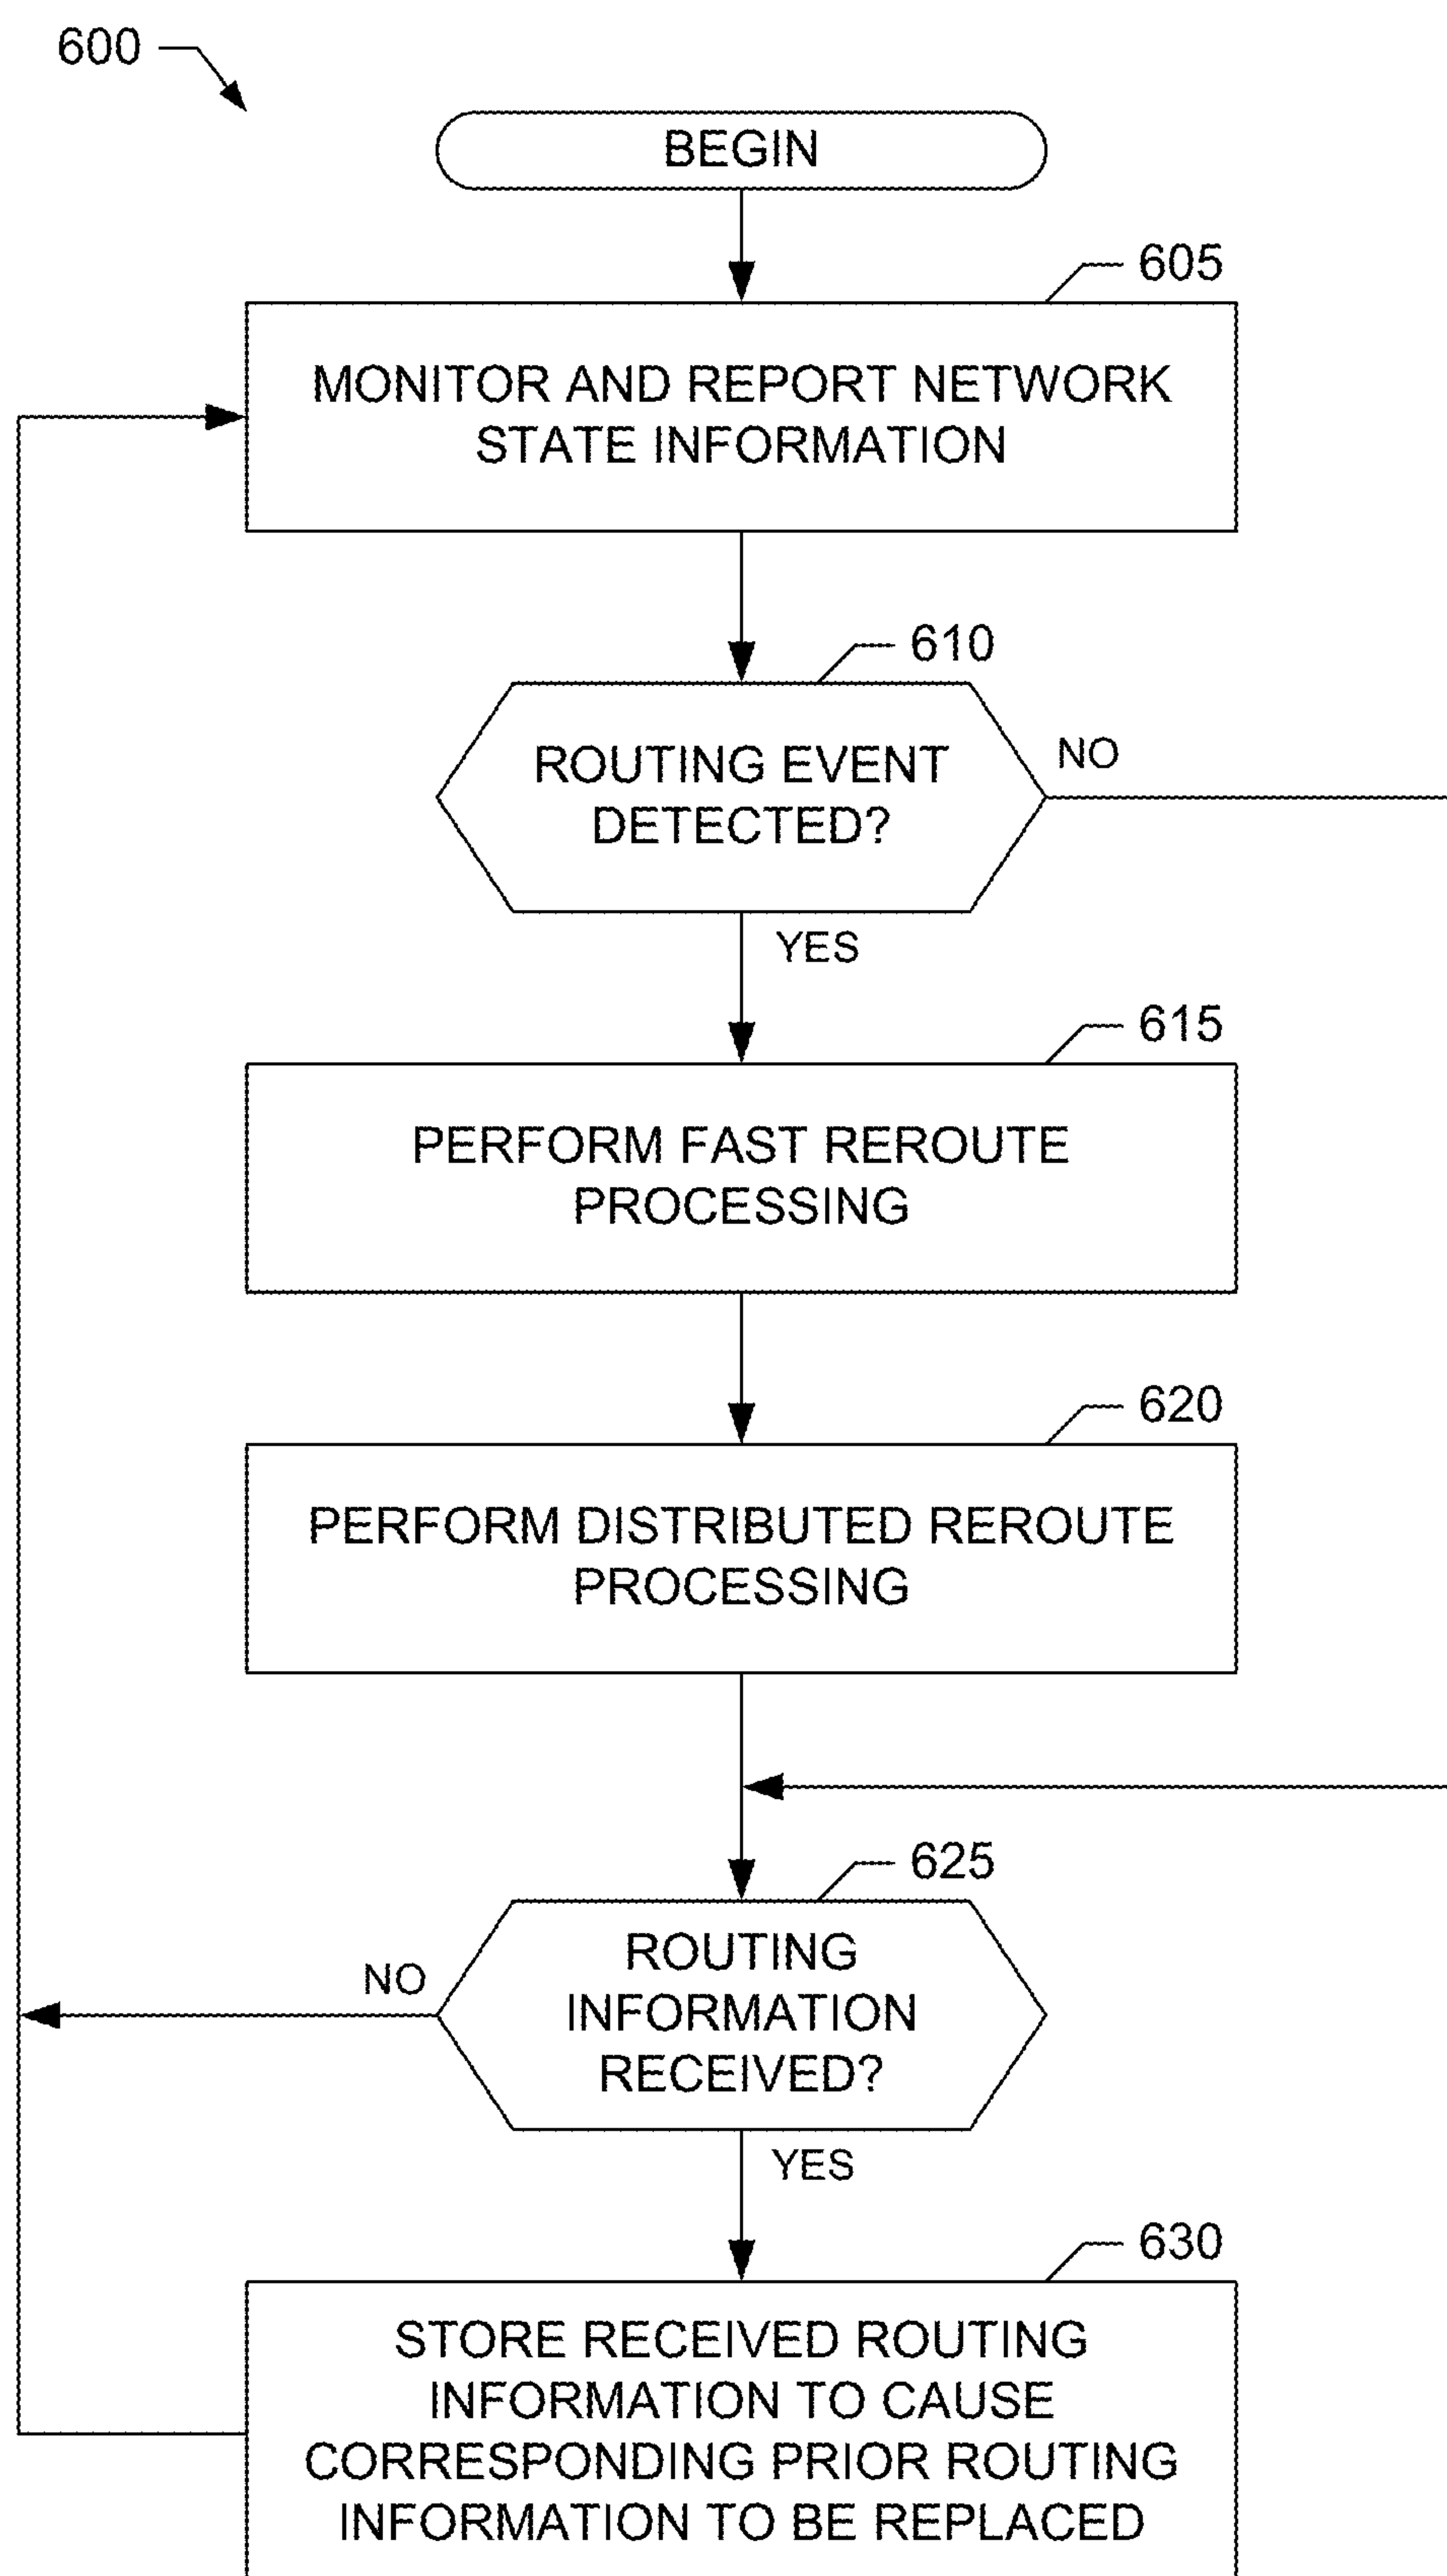 600
BEGIN
605
MONITOR AND REPORT NETWORK
STATE INFORMATION
610
ROUTING EVENT
DETECTED?
NO
YES
615
PERFORM FAST REROUTE
PROCESSING
620
PERFORM DISTRIBUTED REROUTE
PROCESSING
625
ROUTING
INFORMATION
RECEIVED?
NO
YES
630
STORE RECEIVED ROUTING
INFORMATION TO CAUSE
CORRESPONDING PRIOR ROUTING
INFORMATION TO BE REPLACED